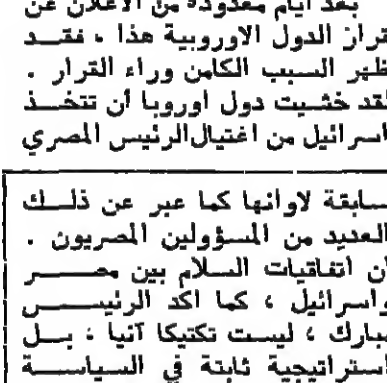 بعد أيام معدودة من الاعلان عن
قرار الدول الاوروبية هذا ، فقد
ظهر السبب الكامن وراء القرار .
لقد خشيت دول اوروبا أن تتخذ
اسرائيل من اغتيال الرئيس المصري
سابقة لاوانها كما عبر عن ذلك
العديد من المسؤولين المصريون .
ان اتفاقيات السلام بين مصر
واسرائيل ، كما اكد الرئيس
مبارك ، ليست تكتيكا آنيا ، بل
استراتيجية ثابتة في السياسة